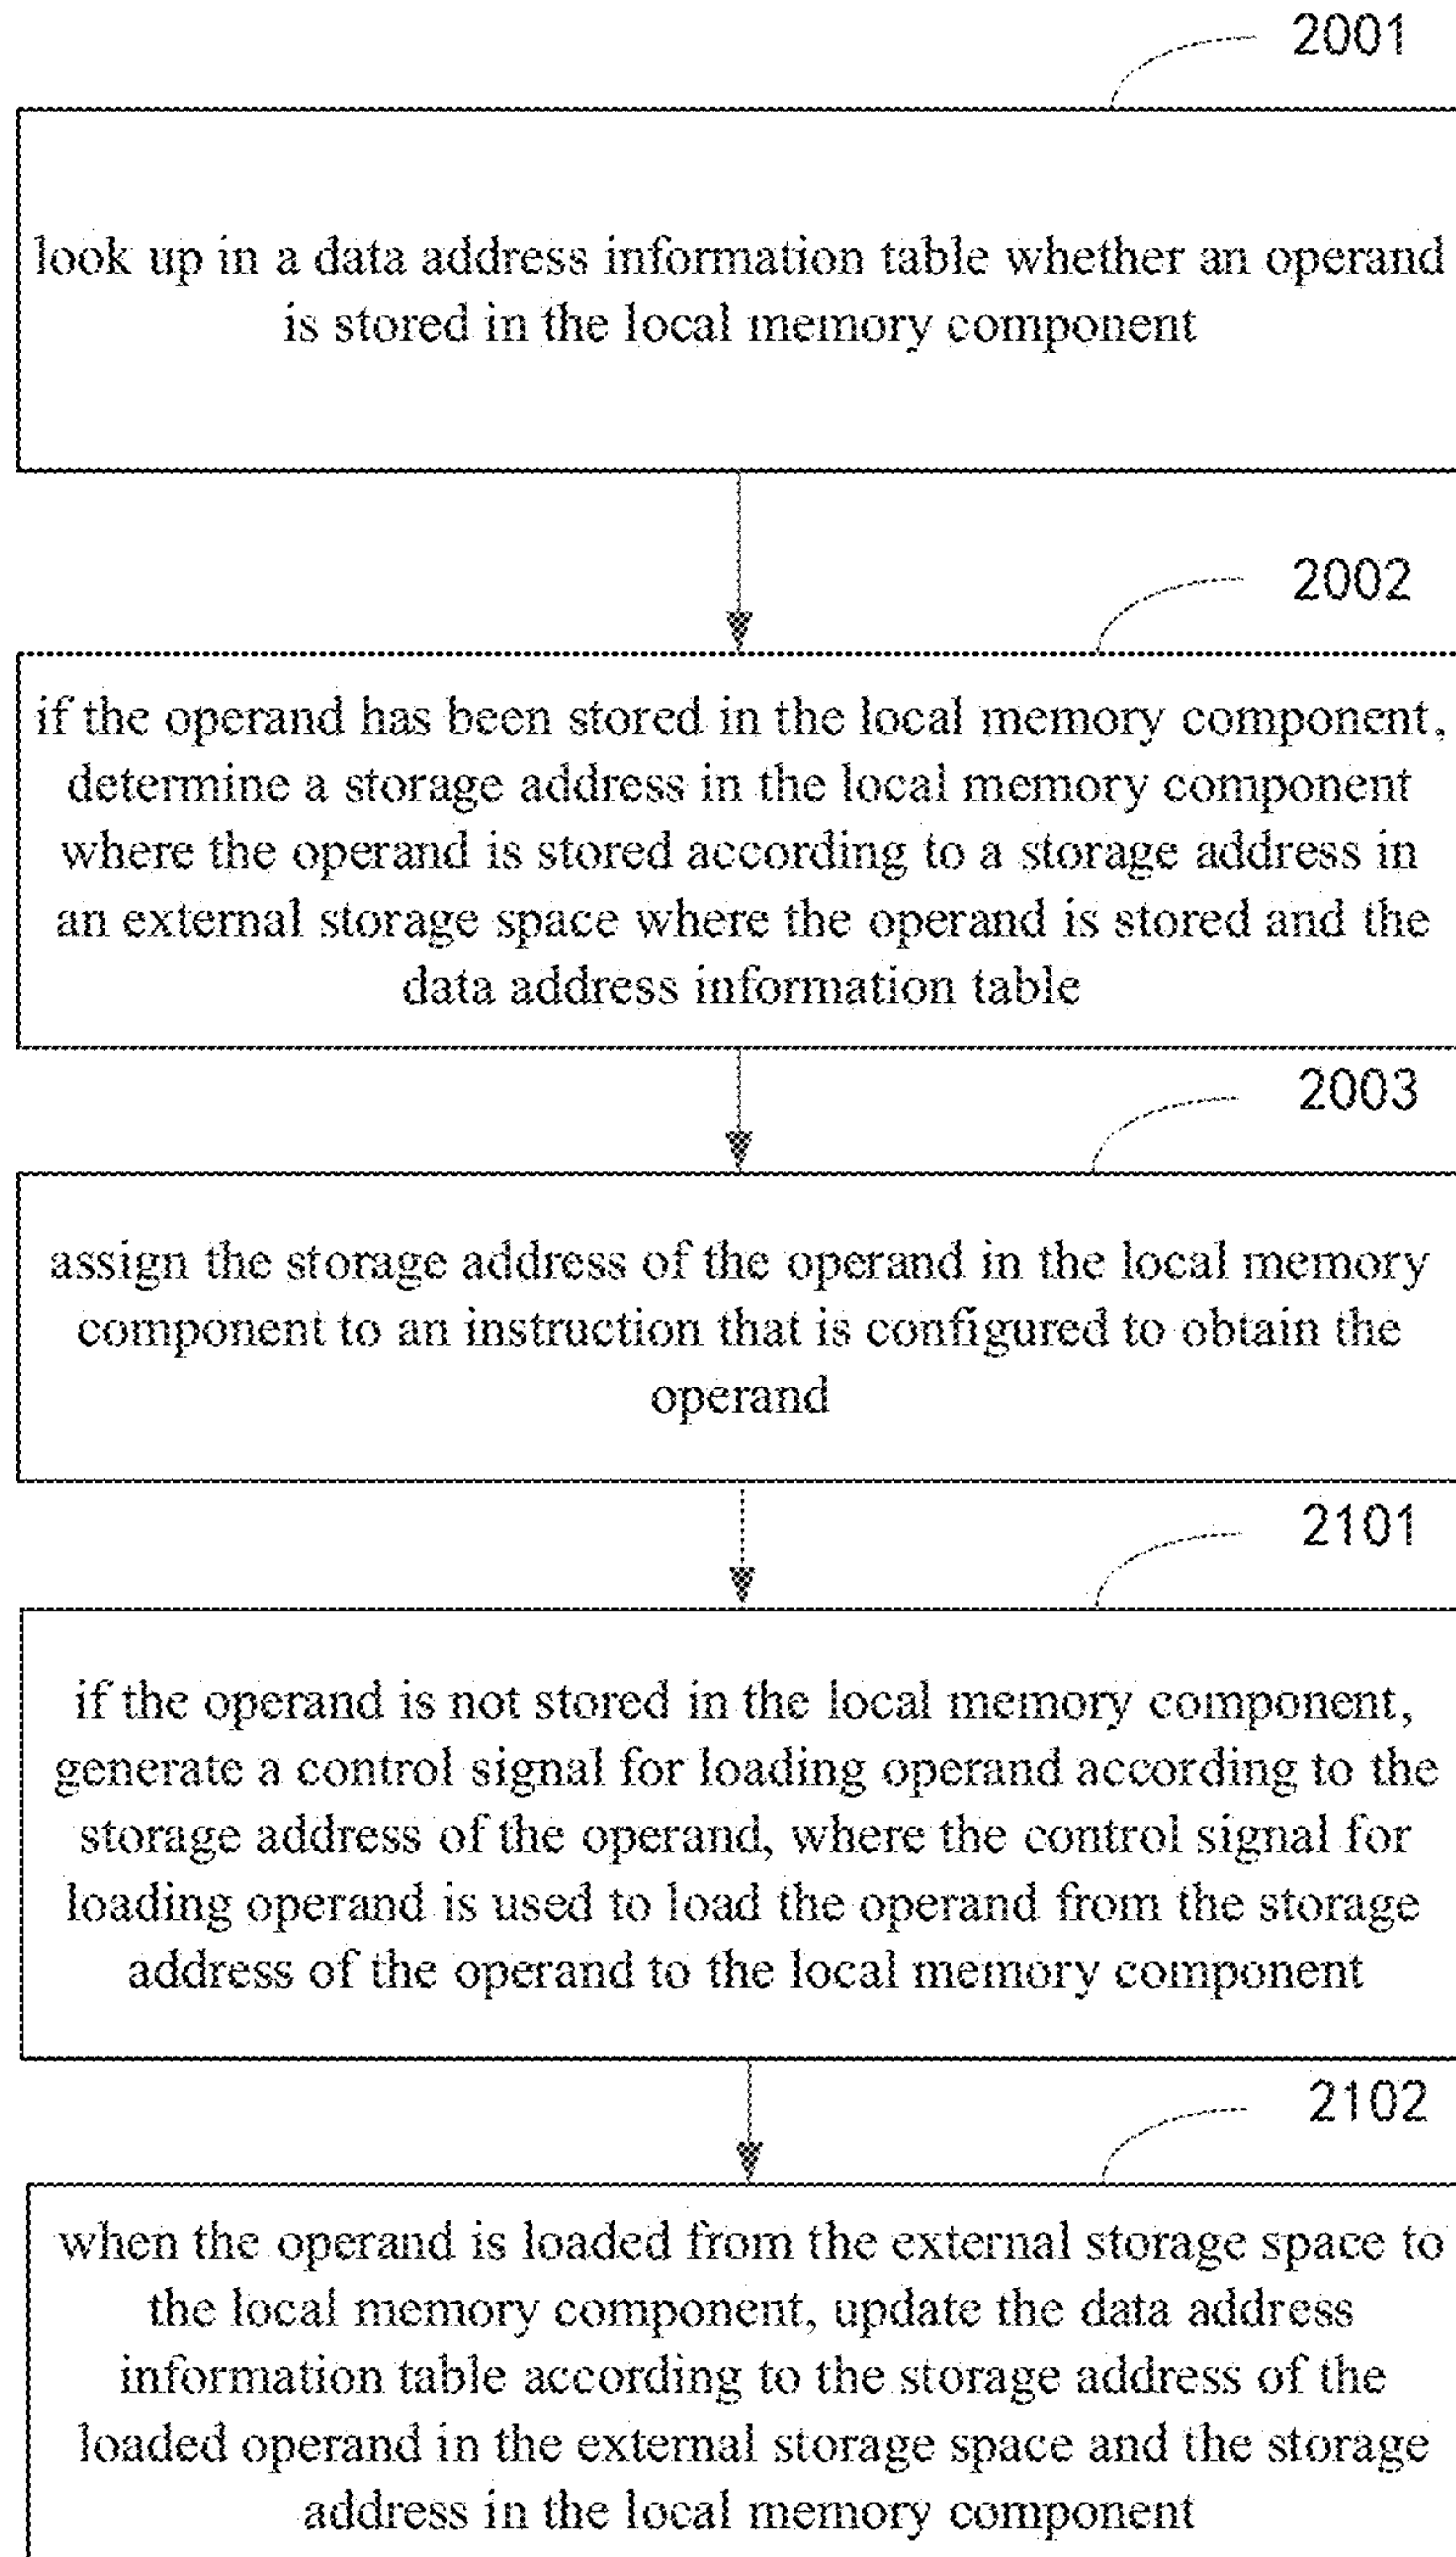 2001
look up in a data address information table whether an operand
is stored in the local memory component
2002
if the operand has been stored in the local memory component,
determine a storage address in the local memory component
where the operand is stored according to a storage address in
an external storage space where the operand is stored and the
data address information table
2003
assign the storage address of the operand in the local memory
component to an instruction that is configured to obtain the
operand
2101
if the operand is not stored in the local memory component,
generate a control signal for loading operand according to the
storage address of the operand, where the control signal for
loading operand is used to load the operand from the storage
address of the operand to the local memory component
2102
when the operand is loaded from the external storage space to
the local memory component, update the data address
information table according to the storage address of the
loaded operand in the external storage space and the storage
address in the local memory component